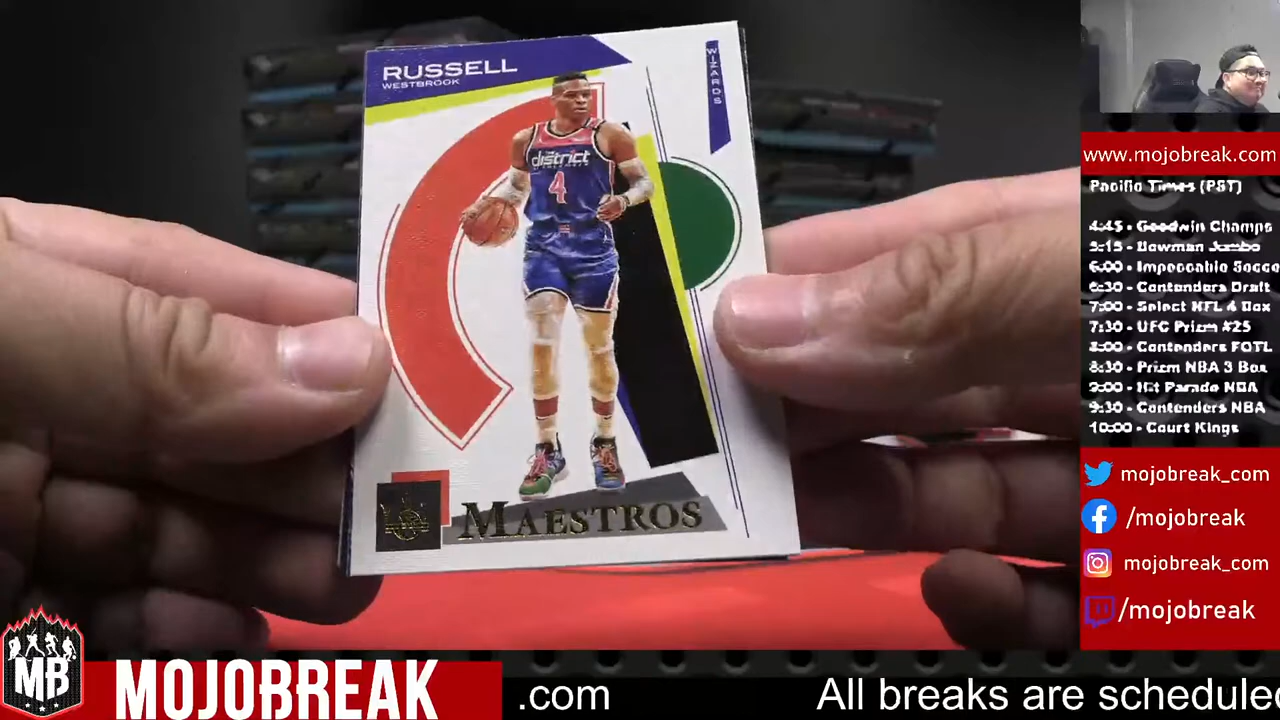 RUSSELL
WESTBROOK
WIZARDS
district
4
MAESTROS
www.mojobreak.com
Pacific Times (PST)
4:45 - Goodwin Champs
5:15 - Bowman Jumbo
6:00 - Impeccable Socce
6:30 - Contenders Draft
7:00 - Select NFL 4 Box
7:30 - UFC Prizm #25
8:00 - Contenders FOTL
8:30 - Prizm NBA 3 Box
9:00 - Hit Parade NBA
9:30 - Contenders NBA
10:00 - Court Kings
mojobreak_com
/mojobreak
mojobreak_com
/mojobreak
MB
MOJOBREAK
.com
All breaks are scheduled